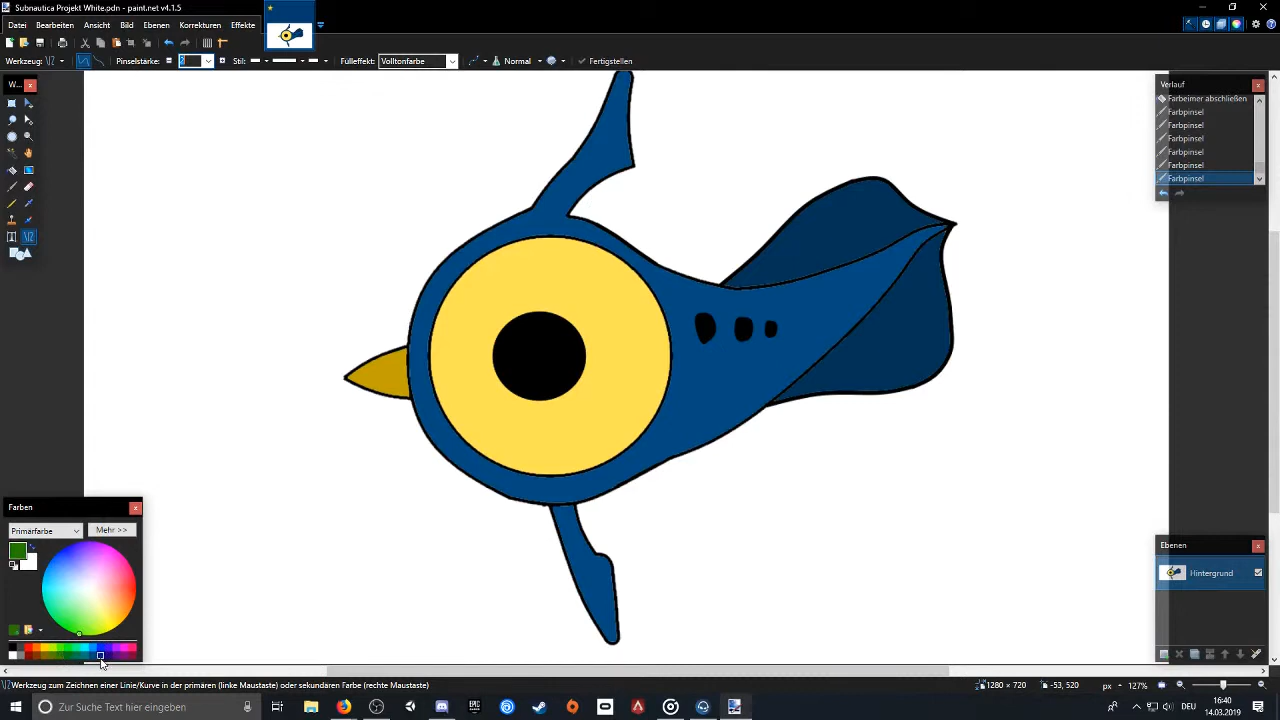 Subnautica Projekt White.pdn - paint.net v4.1.5
Datei Bearbeiten Ansicht Bild Ebenen Korrekturen Effekte
Werkzeug: Pinselstärke: 2 Stil: Fülleffekt: Volltonfarbe Normal Fertigstellen
W...
Verlauf
Farbeimer abschließen
Farbpinsel
Farbpinsel
Farbpinsel
Farbpinsel
Farbpinsel
Farbpinsel
Farben
Primärfarbe Mehr >>
Ebenen
Hintergrund
Werkzeug zum Zeichnen einer Linie/Kurve in der primären (linke Maustaste) oder sekundären Farbe (rechte Maustaste) 1280 × 720 -53, 520 px 127%
Zur Suche Text hier eingeben EPIC DEU 16:40
14.03.2019